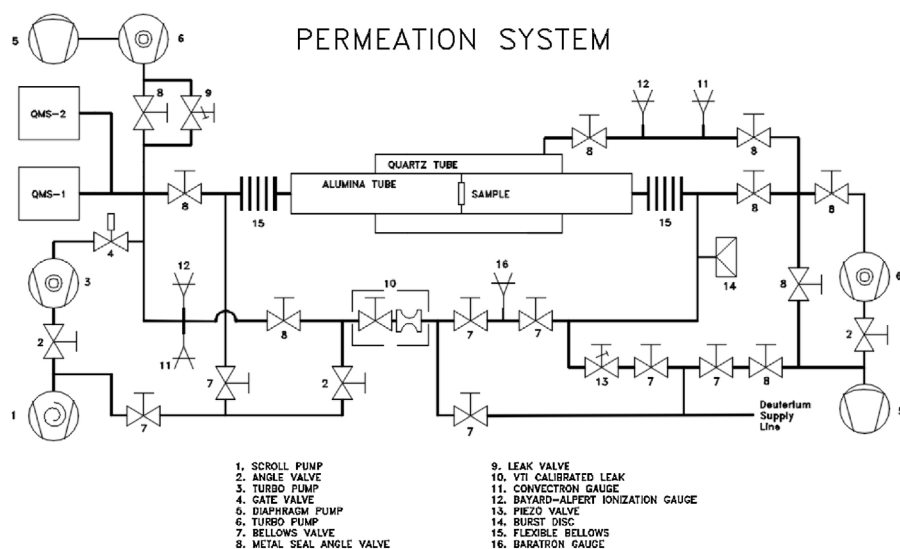 PERMEATION SYSTEM
5
6
8
9
12
11
QMS-2
8
8
QUARTZ TUBE
QMS-1
8
ALUMINA TUBE
SAMPLE
8
8
15
15
4
12
16
10
14
3
8
6
2
8
7
7
2
11
7
2
13
7
7
8
1
7
7
Deuterium
Supply
Line
1. SCROLL PUMP
2. ANGLE VALVE
3. TURBO PUMP
4. GATE VALVE
5. DIAPHRAGM PUMP
6. TURBO PUMP
7. BELLOWS VALVE
8. METAL SEAL ANGLE VALVE
9. LEAK VALVE
10. VTI CALIBRATED LEAK
11. CONVECTRON GAUGE
12. BAYARD-ALPERT IONIZATION GAUGE
13. PIEZO VALVE
14. BURST DISC
15. FLEXIBLE BELLOWS
16. BARATRON GAUGE